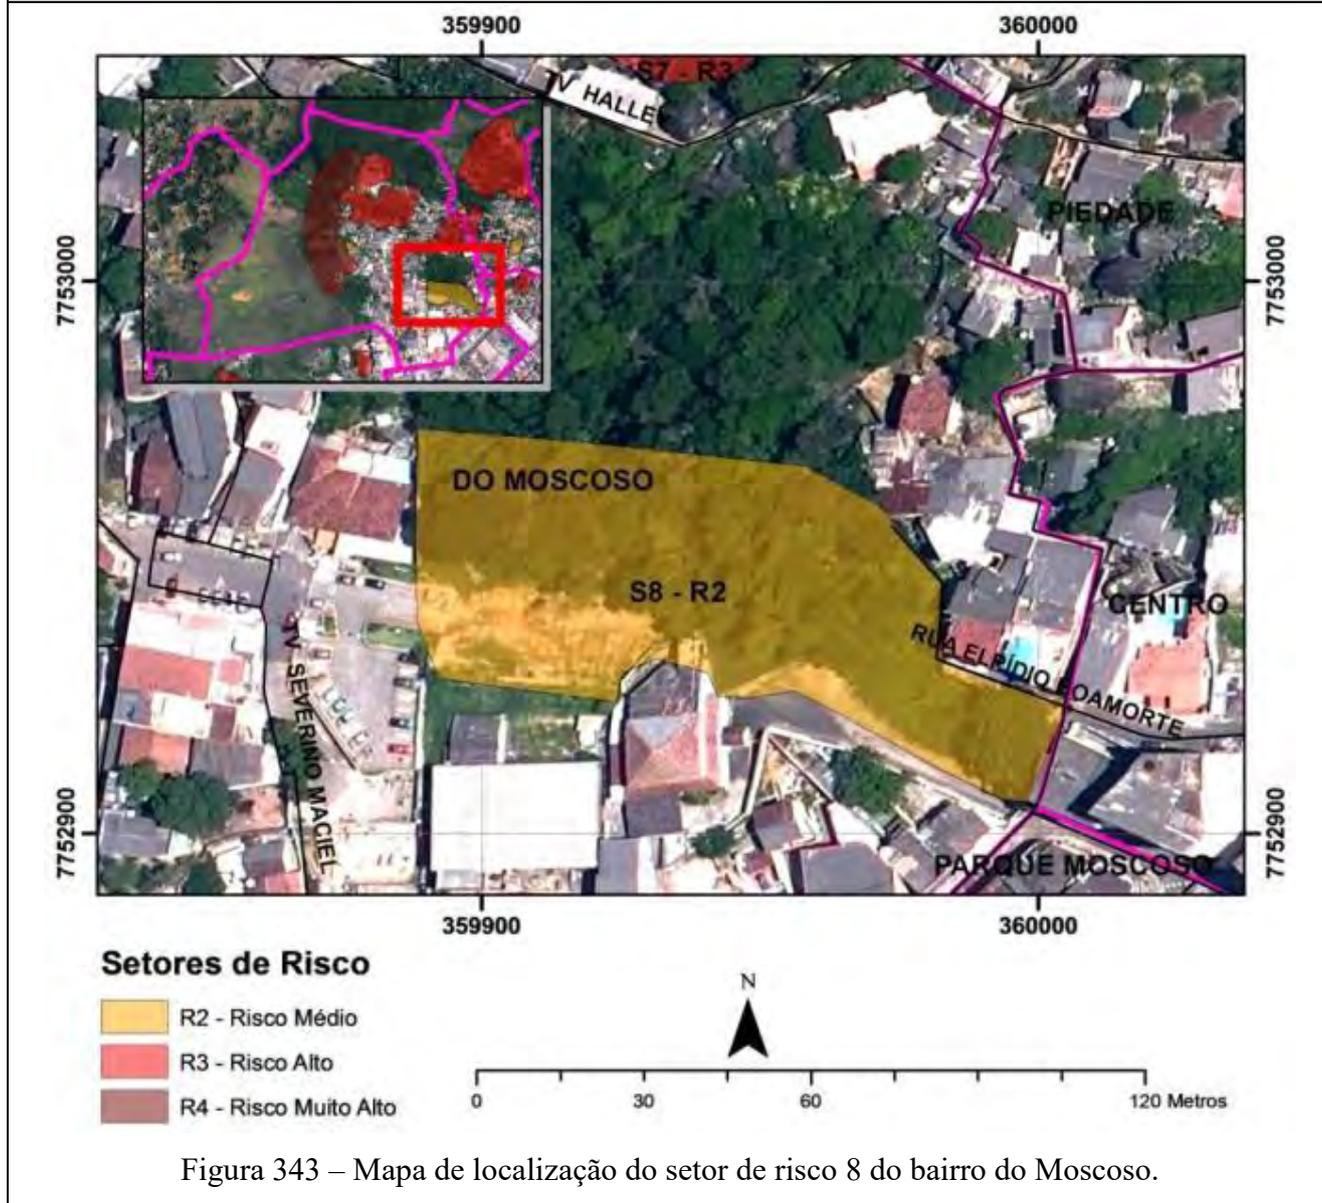 359900 360000
S7 - R3
TV HALLE
PIEDADE
7753000 7753000
DO MOSCOSO
S8 - R2
CENTRO
RUA ELPÍDIO BOAMORTE
TV SEVERINO MACIEL
7752900 7752900
PARQUE MOSCOSO
359900 360000
Setores de Risco
N
R2 - Risco Médio
R3 - Risco Alto
R4 - Risco Muito Alto
0 30 60 120 Metros
Figura 343 – Mapa de localização do setor de risco 8 do bairro do Moscoso.